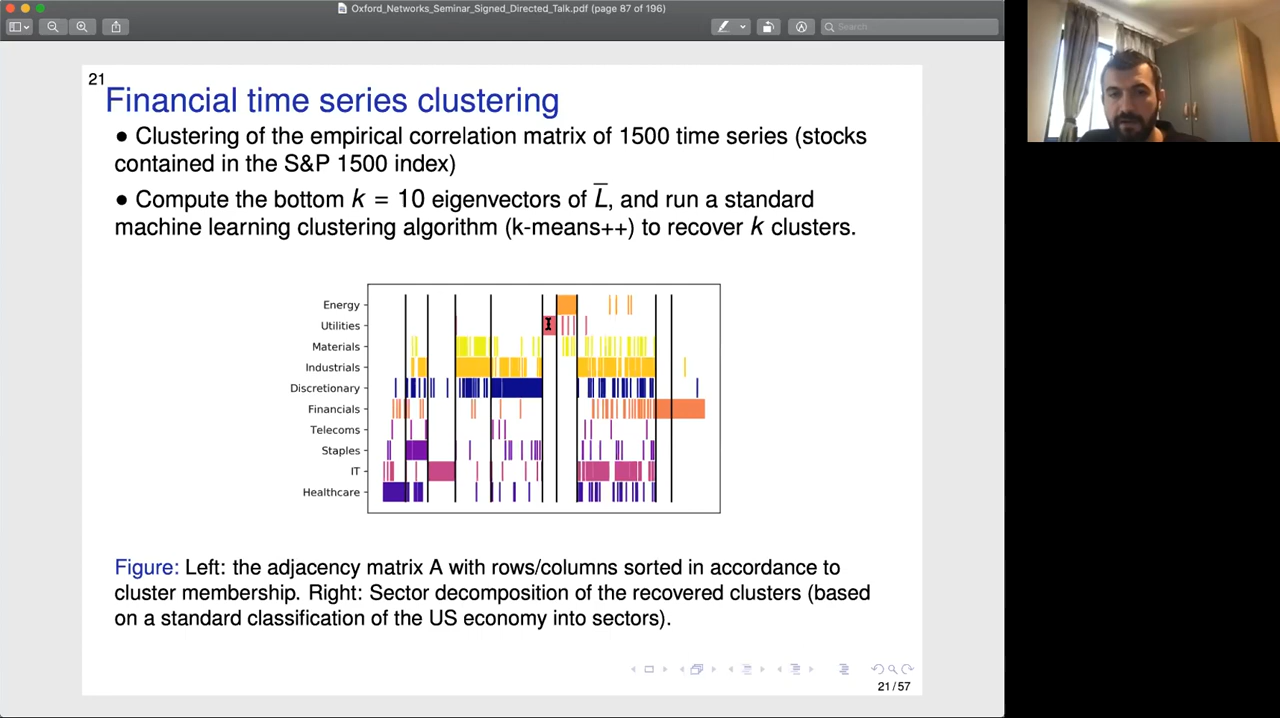 Oxford_Networks_Seminar_Signed_Directed_Talk.pdf (page 87 of 196)
Search
21
Financial time series clustering
● Clustering of the empirical correlation matrix of 1500 time series (stocks
contained in the S&P 1500 index)
● Compute the bottom k = 10 eigenvectors of L̅, and run a standard
machine learning clustering algorithm (k-means++) to recover k clusters.
Energy
Utilities
Materials
Industrials
Discretionary
Financials
Telecoms
Staples
IT
Healthcare
Figure: Left: the adjacency matrix A with rows/columns sorted in accordance to
cluster membership. Right: Sector decomposition of the recovered clusters (based
on a standard classification of the US economy into sectors).
21/57